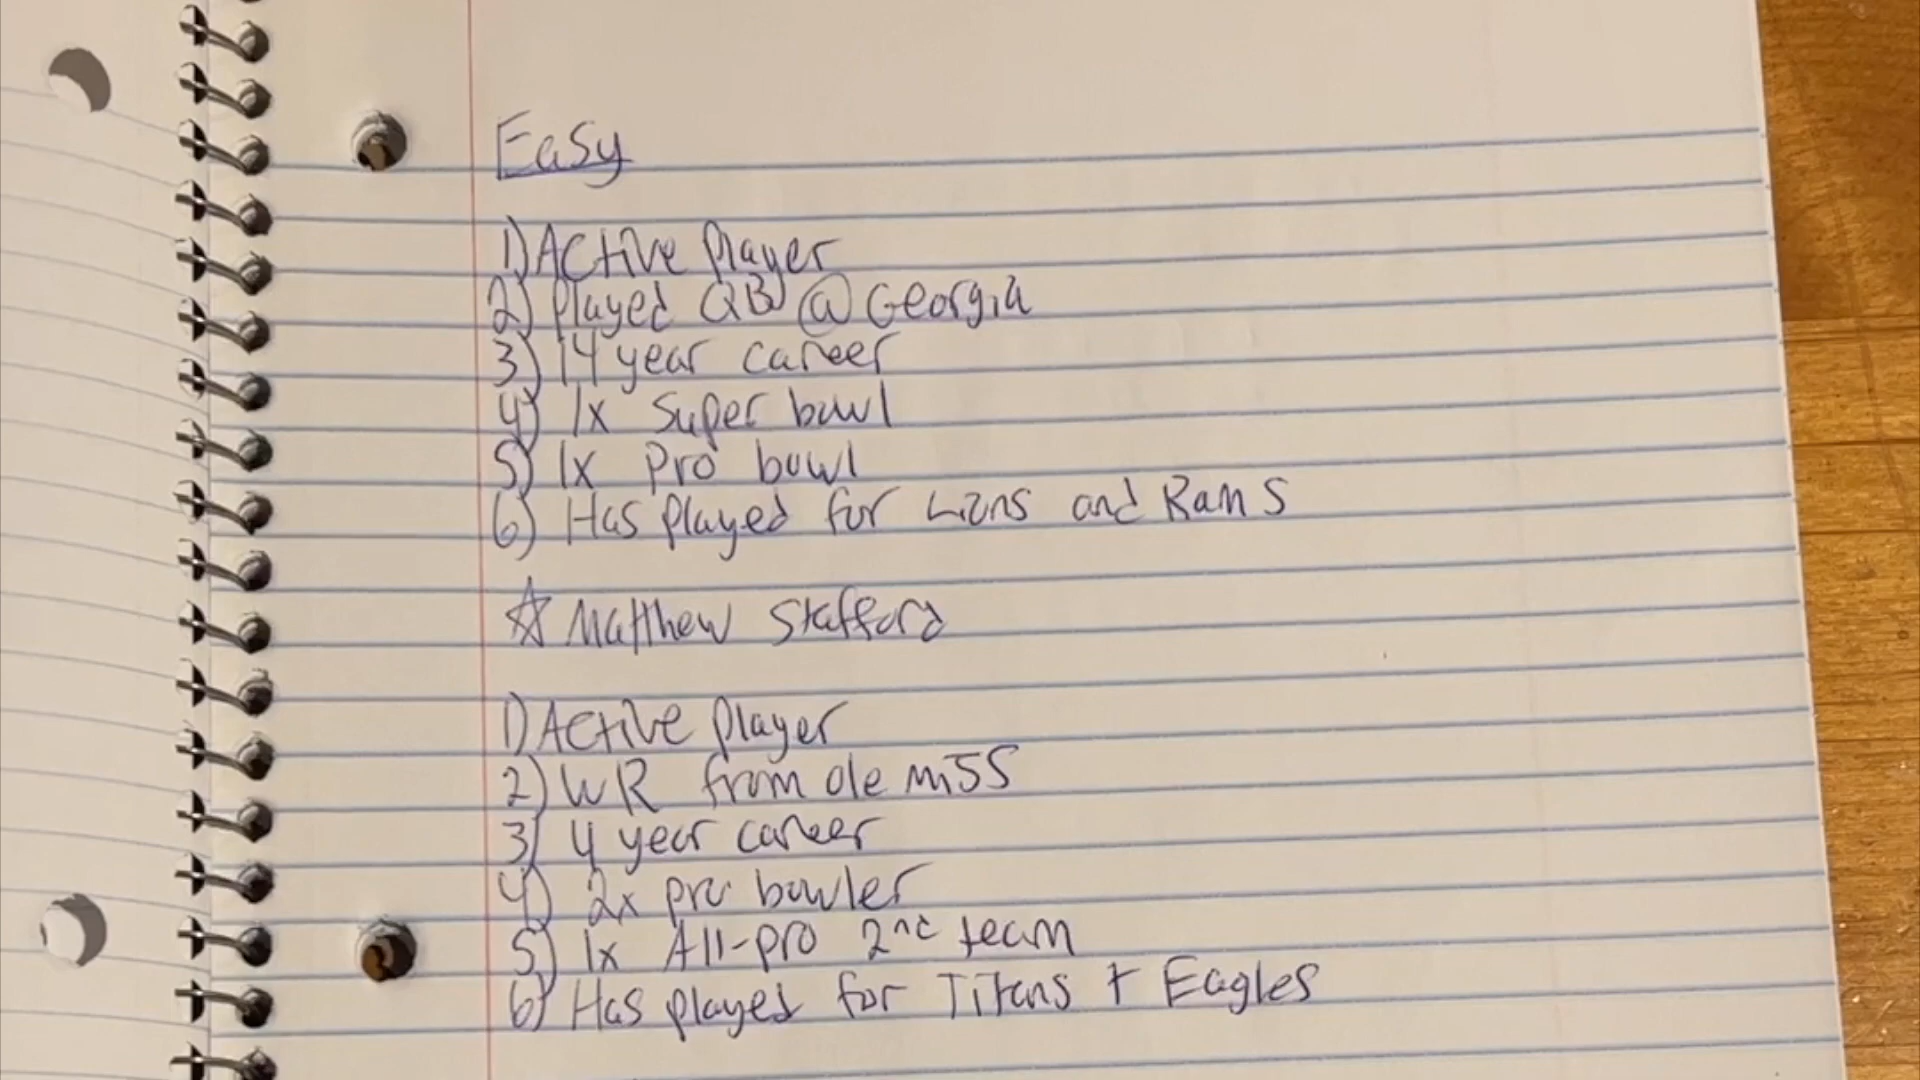 Easy
1) Active Player
2) Played QB @ Georgia
3) 14 year career
4) 1x Super bowl
5) 1x Pro bowl
6) Has played for Lions and Rams
☆ Matthew Stafford
1) Active Player
2) WR from ole miss
3) 4 year career
4) 2x pro bowler
5) 1x All-pro 2nd team
6) Has played for Titans + Eagles